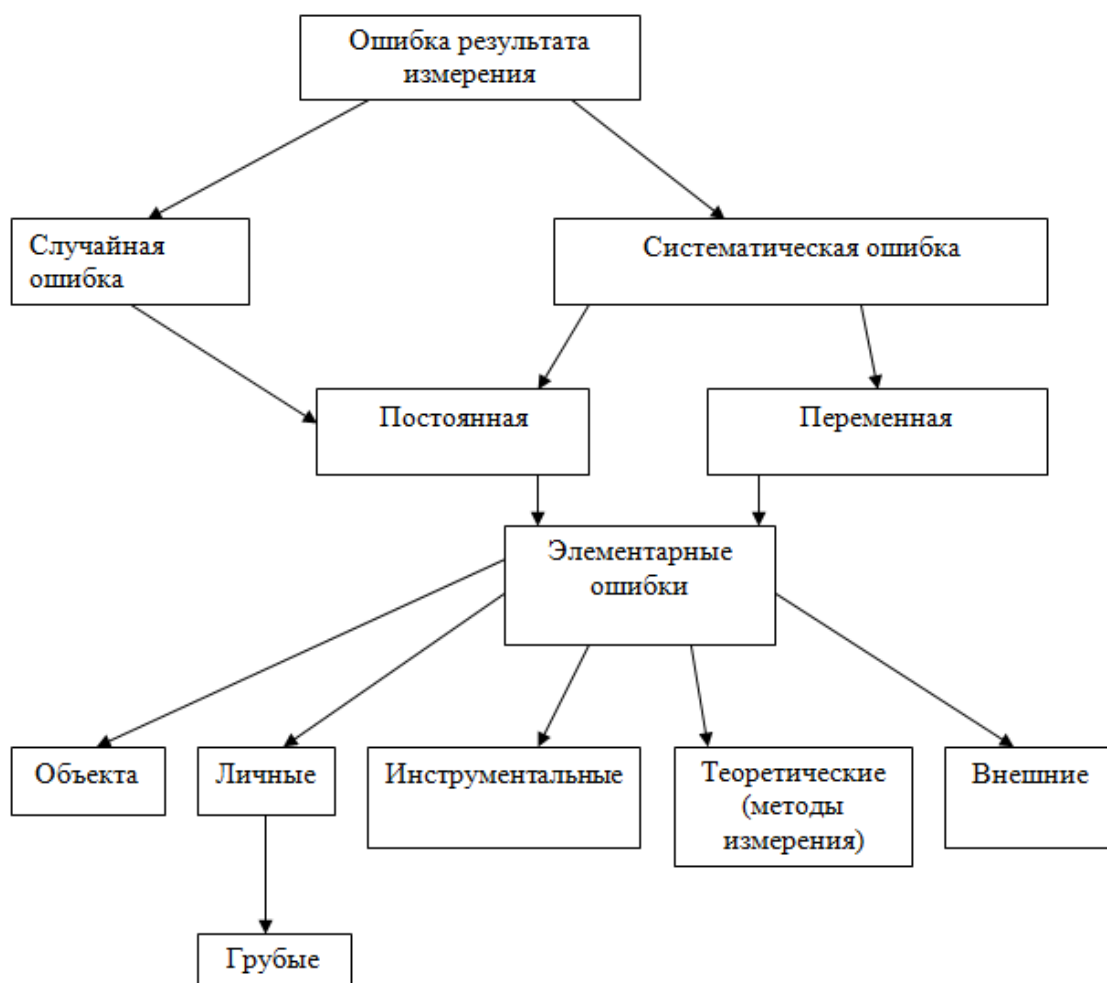 Ошибка результата
измерения
Случайная
ошибка
Систематическая ошибка
Постоянная
Переменная
Элементарные
ошибки
Объекта
Личные
Инструментальные
Теоретические
(методы
измерения)
Внешние
Грубые